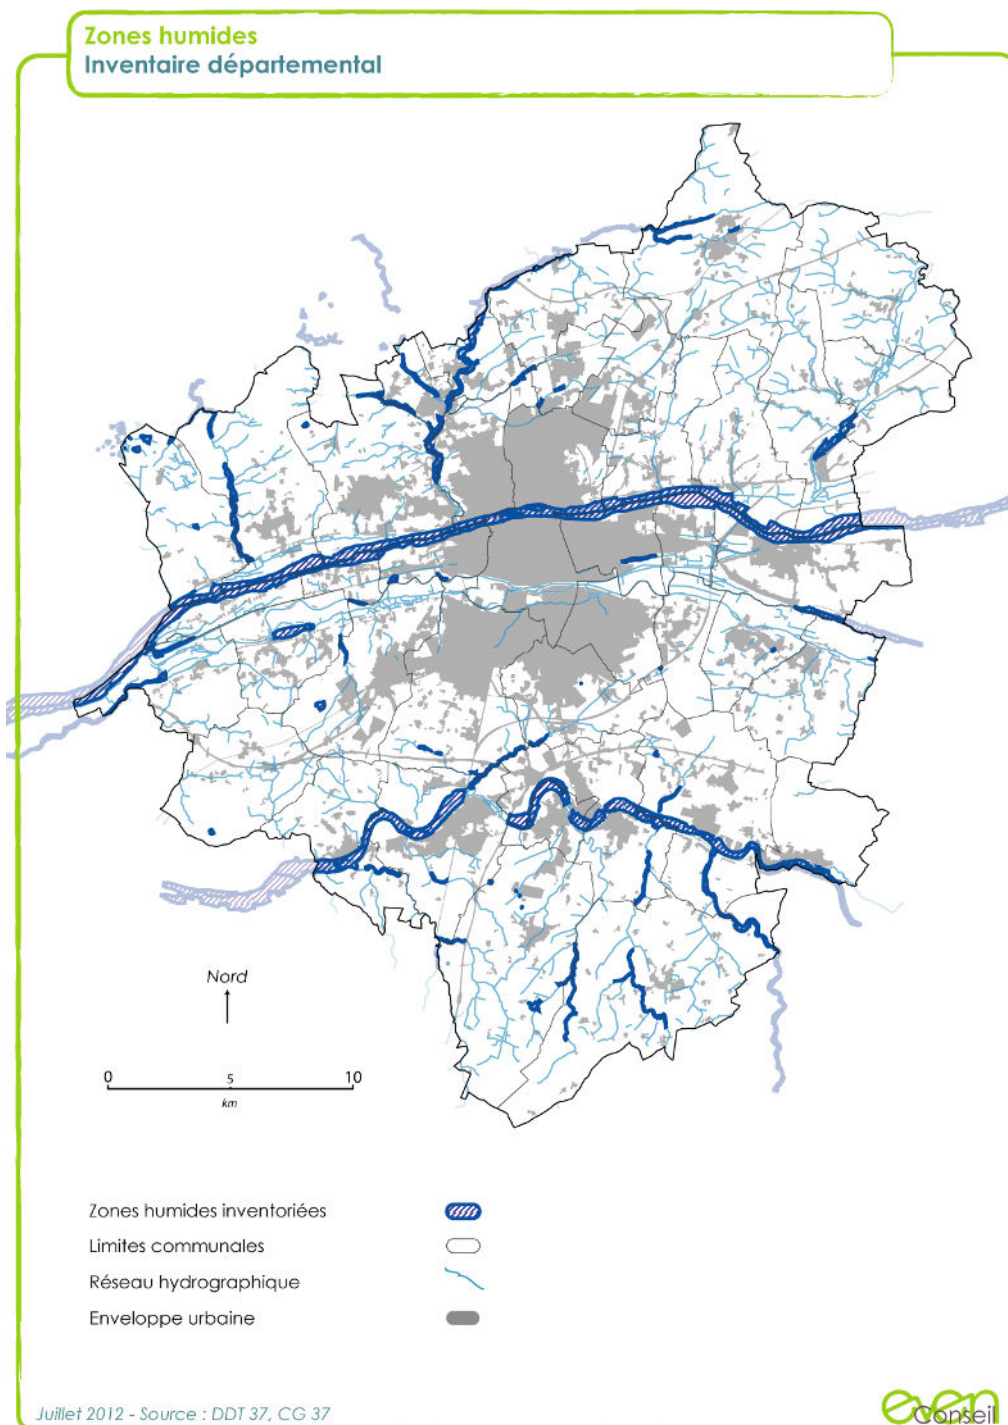 Zones humides
Inventaire départemental
Nord
0 5 10
km
Zones humides inventoriées
Limites communales
Réseau hydrographique
Enveloppe urbaine
Juillet 2012 - Source : DDT 37, CG 37
even
Conseil